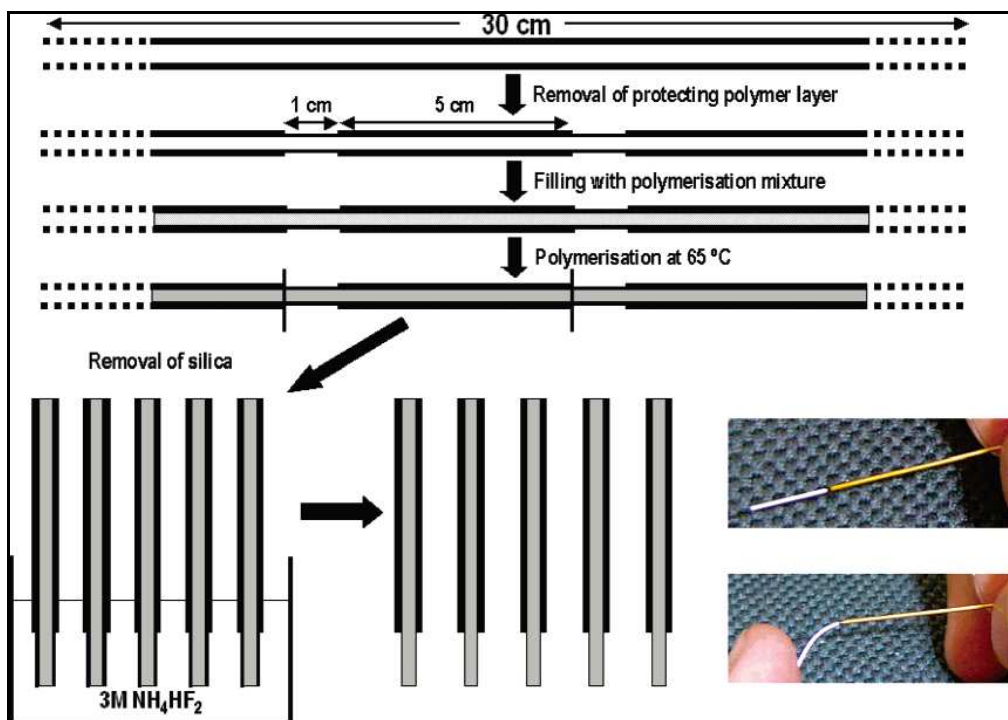 30 cm
Removal of protecting polymer layer
1 cm
5 cm
Filling with polymerisation mixture
Polymerisation at 65 ºC
Removal of silica
3M NH₄HF₂